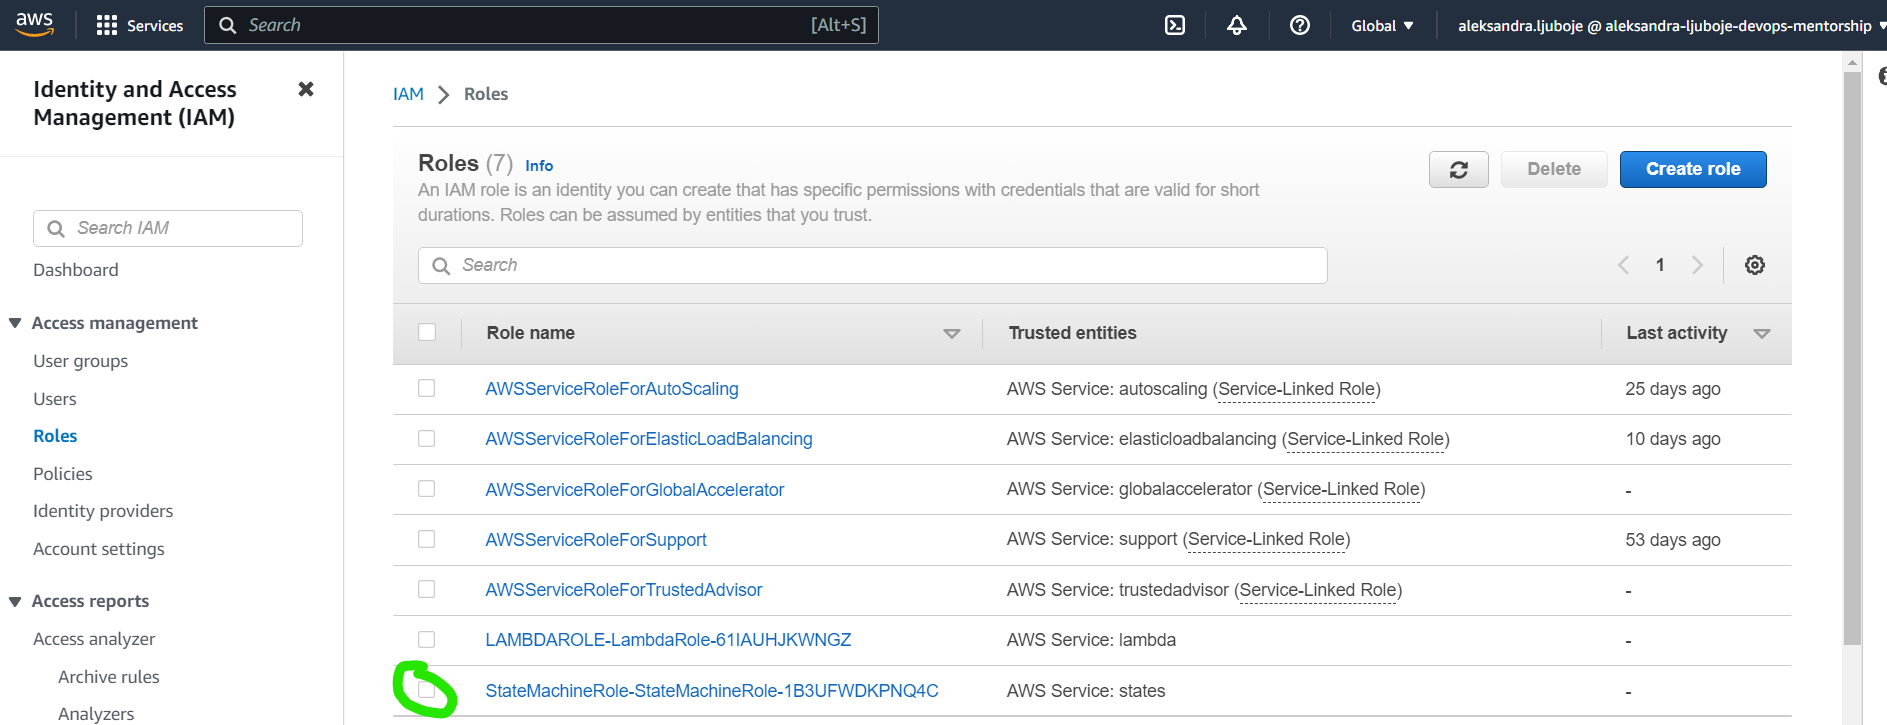 aws
Services
Search
[Alt+S]
Global
aleksandra.ljuboje @ aleksandra-ljuboje-devops-mentorship
Identity and Access
Management (IAM)
Search IAM
Dashboard
Access management
User groups
Users
Roles
Policies
Identity providers
Account settings
Access reports
Access analyzer
Archive rules
Analyzers
IAM
Roles
Roles (7) Info
An IAM role is an identity you can create that has specific permissions with credentials that are valid for short
durations. Roles can be assumed by entities that you trust.
Delete
Create role
Search
1
Role name Trusted entities Last activity
AWSServiceRoleForAutoScaling AWS Service: autoscaling (Service-Linked Role) 25 days ago
AWSServiceRoleForElasticLoadBalancing AWS Service: elasticloadbalancing (Service-Linked Role) 10 days ago
AWSServiceRoleForGlobalAccelerator AWS Service: globalaccelerator (Service-Linked Role) -
AWSServiceRoleForSupport AWS Service: support (Service-Linked Role) 53 days ago
AWSServiceRoleForTrustedAdvisor AWS Service: trustedadvisor (Service-Linked Role) -
LAMBDAROLE-LambdaRole-61IAUHJKWNGZ AWS Service: lambda -
StateMachineRole-StateMachineRole-1B3UFWDKPNQ4C AWS Service: states -